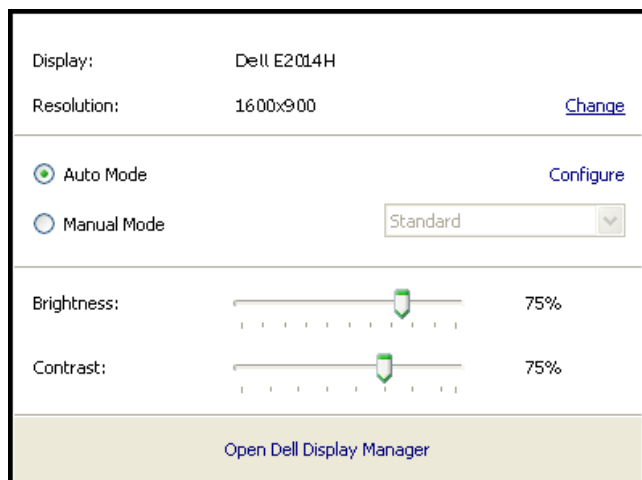 Display: Dell E2014H
Resolution: 1600x900 Change
Auto Mode Configure
Manual Mode Standard
Brightness: 75%
Contrast: 75%
Open Dell Display Manager